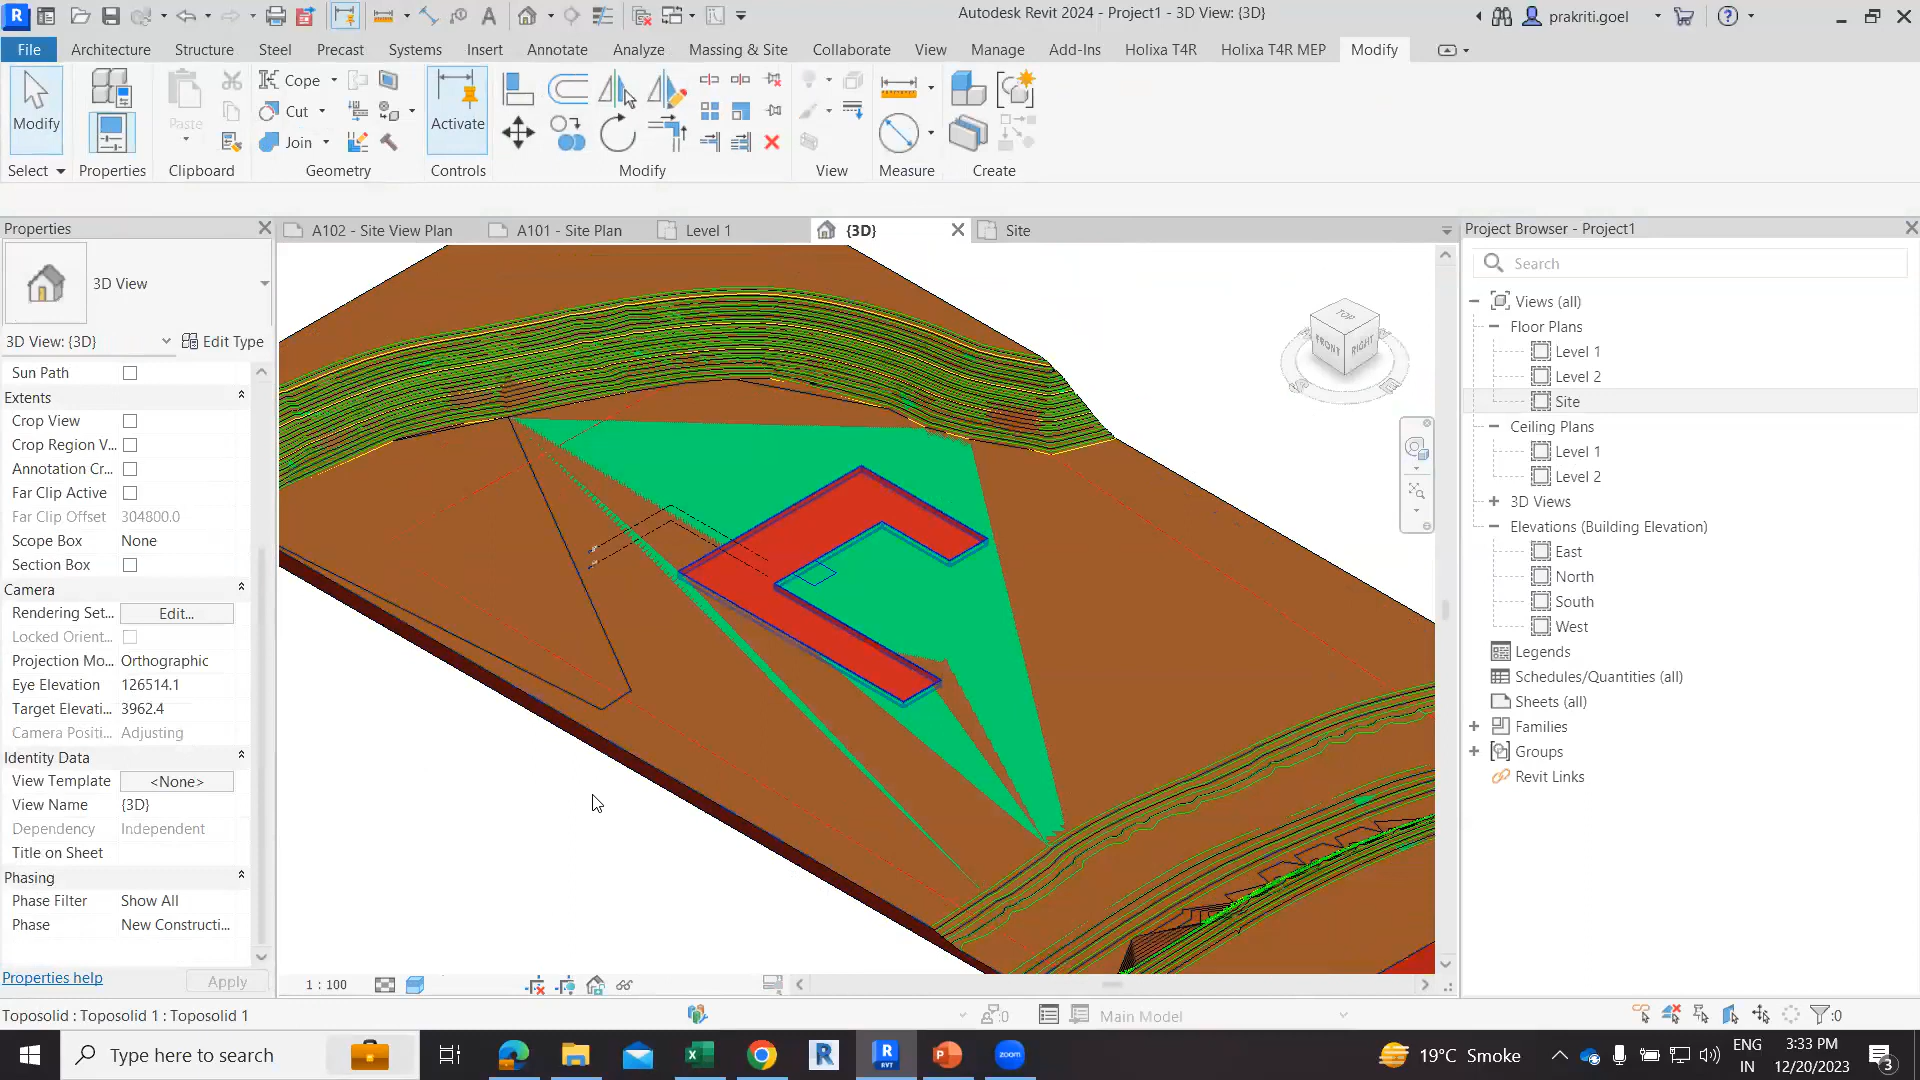 Autodesk Revit 2024 - Project1 - 3D View: {3D}
prakriti.goel
File
Architecture
Structure
Steel
Precast
Systems
Insert
Annotate
Analyze
Massing & Site
Collaborate
View
Manage
Add-Ins
Holixa T4R
Holixa T4R MEP
Modify
Modify
Paste
Cope
Cut
Join
Activate
Select
Properties
Clipboard
Geometry
Controls
Modify
View
Measure
Create
Properties
A102 - Site View Plan
A101 - Site Plan
Level 1
{3D}
Site
Project Browser - Project1
3D View
3D View: {3D}
Edit Type
Sun Path
Extents
Crop View
Crop Region V...
Annotation Cr...
Far Clip Active
Far Clip Offset 304800.0
Scope Box None
Section Box
Camera
Rendering Set... Edit...
Locked Orient...
Projection Mo... Orthographic
Eye Elevation 126514.1
Target Elevati... 3962.4
Camera Positi... Adjusting
Identity Data
View Template <None>
View Name {3D}
Dependency Independent
Title on Sheet
Phasing
Phase Filter Show All
Phase New Constructi...
Properties help
Apply
TOP
FRONT
RIGHT
Search
Views (all)
Floor Plans
Level 1
Level 2
Site
Ceiling Plans
Level 1
Level 2
3D Views
Elevations (Building Elevation)
East
North
South
West
Legends
Schedules/Quantities (all)
Sheets (all)
Families
Groups
Revit Links
1 : 100
Toposolid : Toposolid 1 : Toposolid 1
:0
Main Model
:0
Type here to search
zoom
19°C Smoke
ENG
IN
3:33 PM
12/20/2023
3